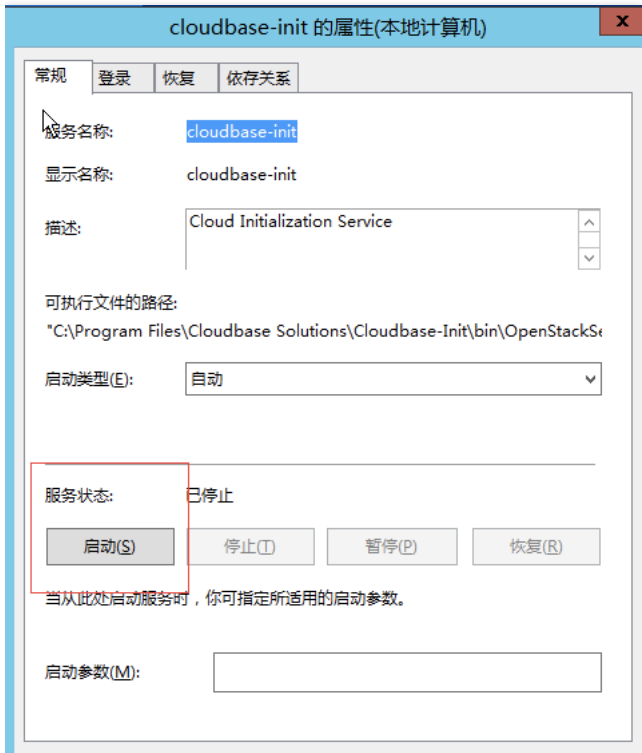 cloudbase-init 的属性(本地计算机)
x
常规 登录 恢复 依存关系
服务名称: cloudbase-init
显示名称: cloudbase-init
描述: Cloud Initialization Service
可执行文件的路径:
"C:\Program Files\Cloudbase Solutions\Cloudbase-Init\bin\OpenStackSe
启动类型(E): 自动
服务状态: 已停止
启动(S) 停止(T) 暂停(P) 恢复(R)
当从此处启动服务时，你可指定所适用的启动参数。
启动参数(M):